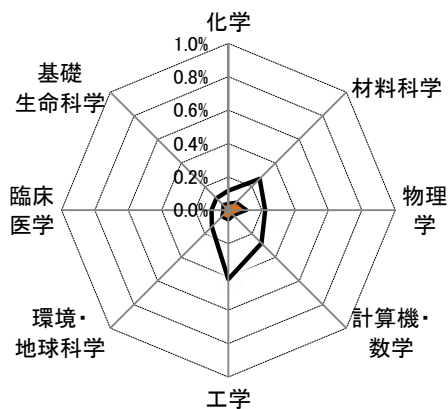 化学
1.0%
0.8%
0.6%
0.4%
0.2%
0.0%
材料科学
物理
学
計算機・
数学
工学
環境・
地球科学
臨床
医学
基礎
生命科学